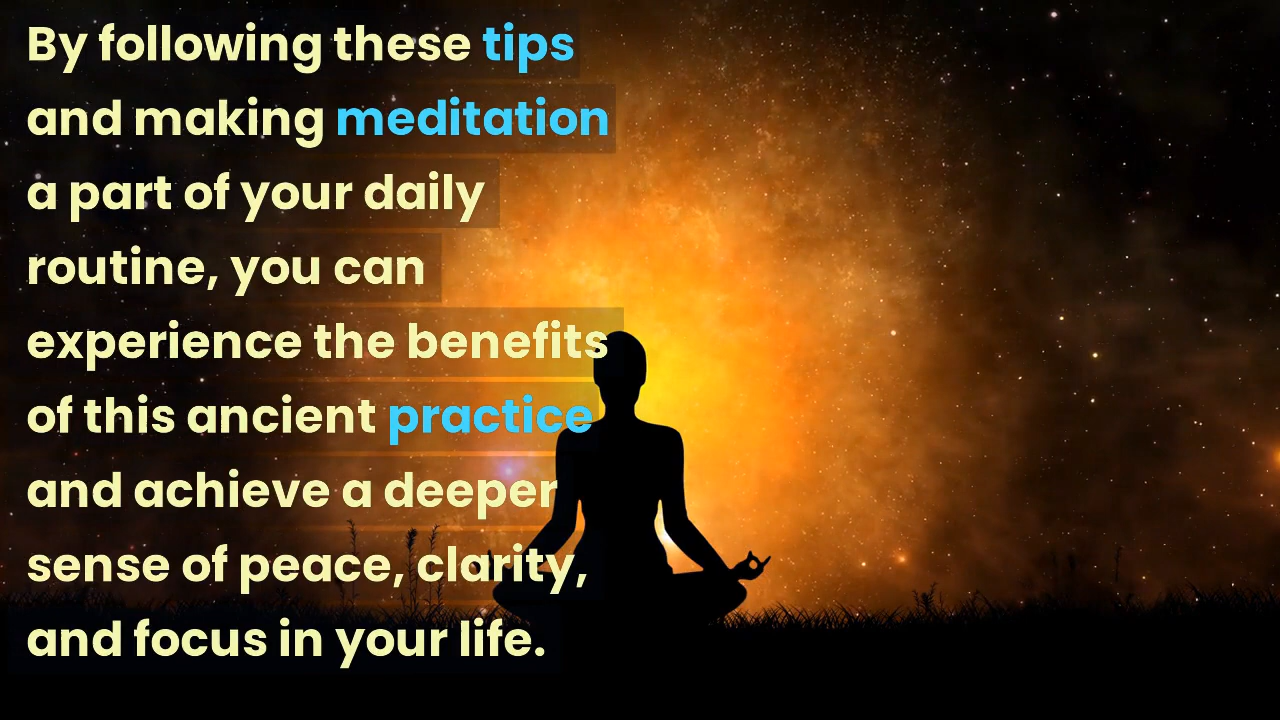 By following these tips
and making meditation
a part of your daily
routine, you can
experience the benefits
of this ancient practice
and achieve a deeper
sense of peace, clarity,
and focus in your life.